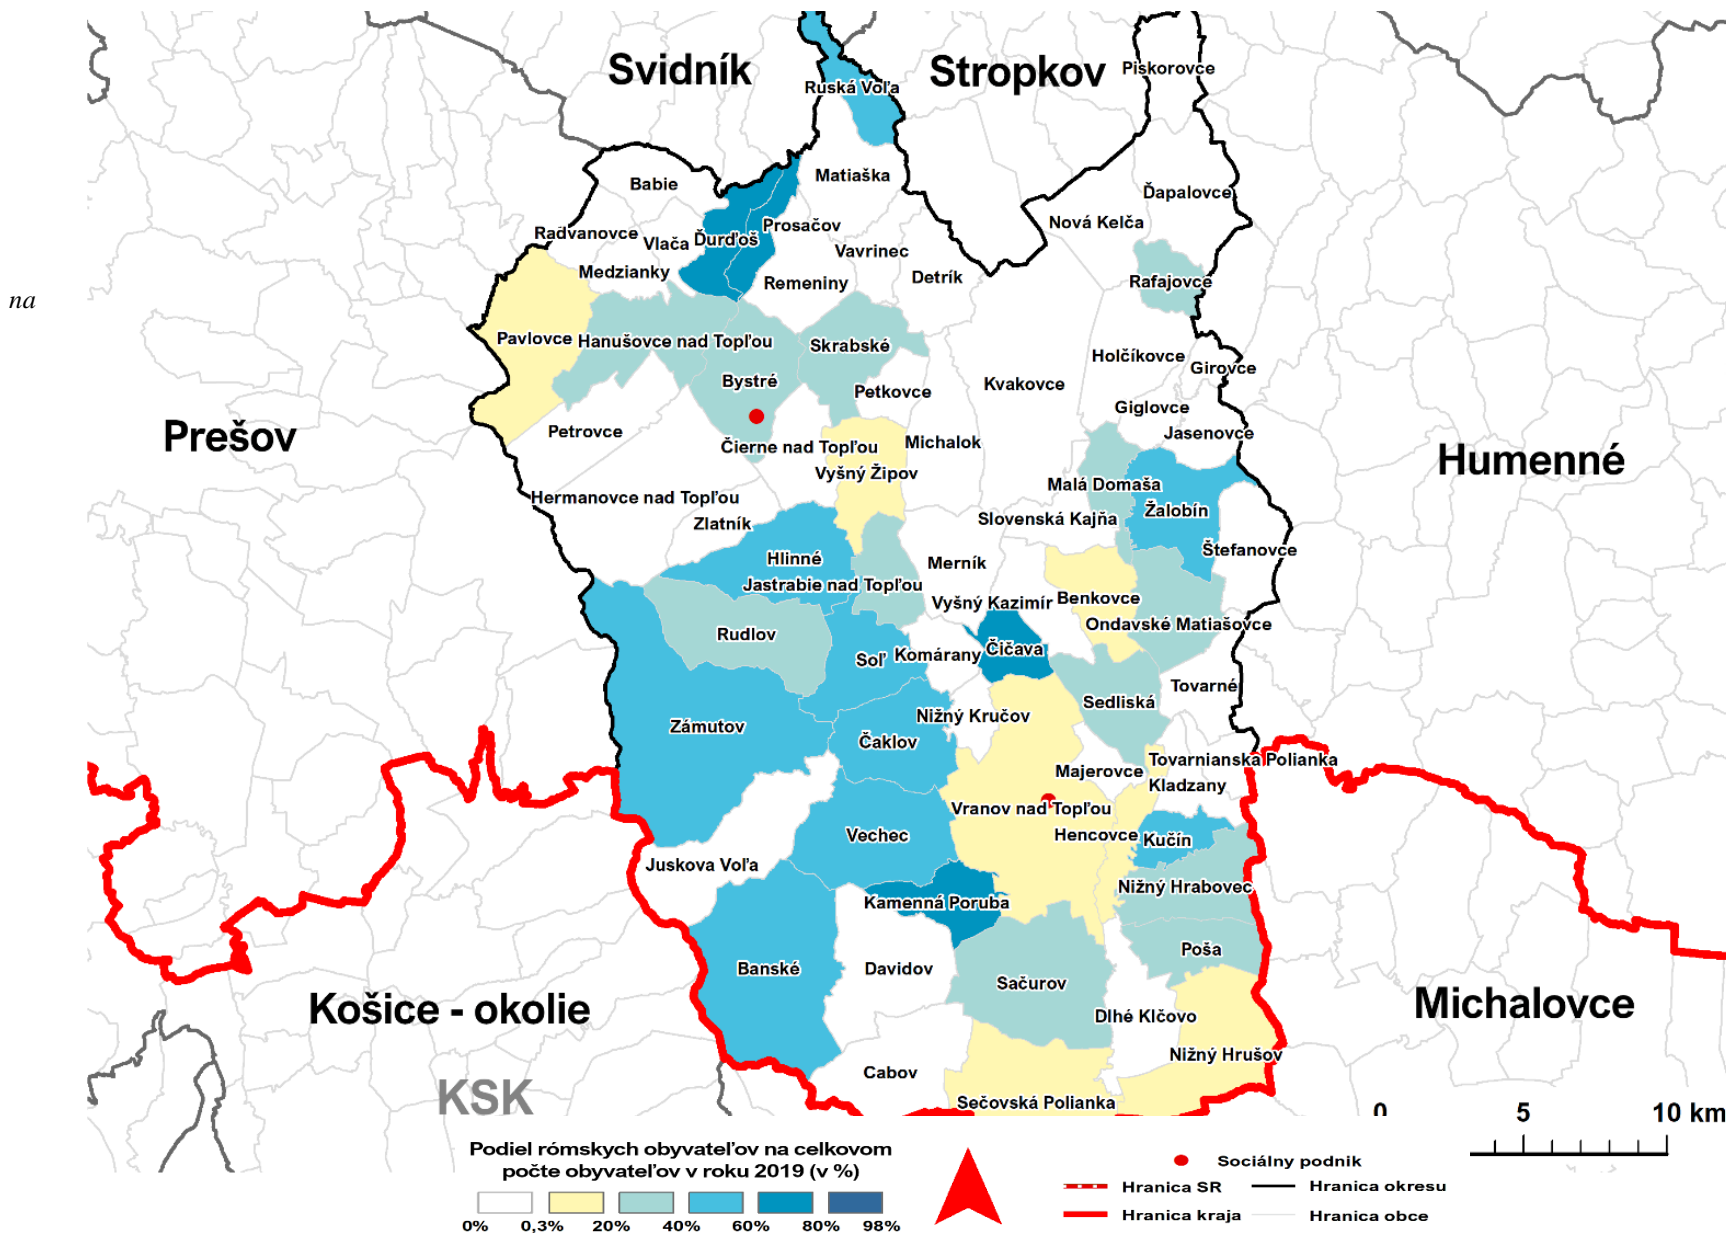 Svidník
Stropkov
Piskorovce
Ruská Voľa
Matiaška
Babie
Ďapalovce
Nová Kelča
Prosačov
Radvanovce
Vlača
Ďurďoš
Vavrinec
Medzianky
Remeniny
Detrík
Rafajovce
na
Pavlovce
Hanušovce nad Topľou
Skrabské
Holčíkovce
Girovce
Bystré
Petkovce
Kvakovce
Giglovce
Prešov
Petrovce
Čierne nad Topľou
Michalok
Jasenovce
Humenné
Vyšný Žipov
Malá Domaša
Hermanovce nad Topľou
Žalobín
Zlatník
Slovenská Kajňa
Štefanovce
Hlinné
Merník
Jastrabie nad Topľou
Vyšný Kazimír
Benkovce
Ondavské Matiašovce
Rudlov
Soľ
Komárany
Čičava
Tovarné
Sedliská
Zámutov
Nižný Kručov
Čaklov
Tovarnianska Polianka
Majerovce
Kladzany
Vranov nad Topľou
Vechec
Hencovce
Kučín
Juskova Voľa
Nižný Hrabovec
Kamenná Poruba
Poša
Banské
Davidov
Sačurov
Košice - okolie
Michalovce
Dlhé Klčovo
Nižný Hrušov
Cabov
KSK
Sečovská Polianka
0 5 10 km
Podiel rómskych obyvateľov na celkovom
počte obyvateľov v roku 2019 (v %)
0% 0,3% 20% 40% 60% 80% 98%
Sociálny podnik
Hranica SR
Hranica okresu
Hranica kraja
Hranica obce